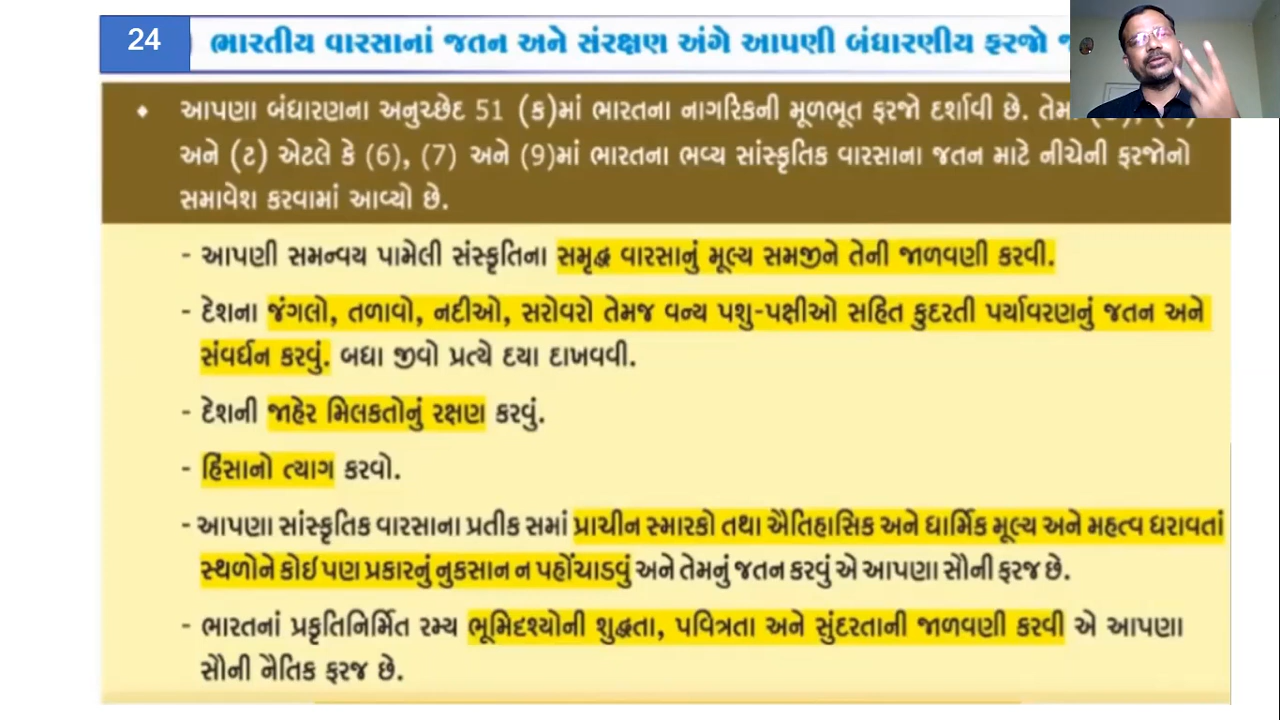 24
ભારતીય વારસાનાં જતન અને સંરક્ષણ અંગે આપણી બંધારણીય ફરજો
♦ આપણા બંધારણના અનુચ્છેદ 51 (ક)માં ભારતના નાગરિકની મૂળભૂત ફરજો દર્શાવી છે. તેમ
અને (ટ) એટલે કે (6), (7) અને (9)માં ભારતના ભવ્ય સાંસ્કૃતિક વારસાના જતન માટે નીચેની ફરજોનો
સમાવેશ કરવામાં આવ્યો છે.
- આપણી સમન્વય પામેલી સંસ્કૃતિના સમૃદ્ધ વારસાનું મૂલ્ય સમજીને તેની જાળવણી કરવી.
- દેશના જંગલો, તળાવો, નદીઓ, સરોવરો તેમજ વન્ય પશુ-પક્ષીઓ સહિત કુદરતી પર્યાવરણનું જતન અને
સંવર્ધન કરવું. બધા જીવો પ્રત્યે દયા દાખવવી.
- દેશની જાહેર મિલકતોનું રક્ષણ કરવું.
- હિંસાનો ત્યાગ કરવો.
- આપણા સાંસ્કૃતિક વારસાના પ્રતીક સમાં પ્રાચીન સ્મારકો તથા ઐતિહાસિક અને ધાર્મિક મૂલ્ય અને મહત્વ ધરાવતાં
સ્થળોને કોઈ પણ પ્રકારનું નુકસાન ન પહોંચાડવું અને તેમનું જતન કરવું એ આપણા સૌની ફરજ છે.
- ભારતનાં પ્રકૃતિનિર્મિત રમ્ય ભૂમિદશ્યોની શુદ્ધતા, પવિત્રતા અને સુંદરતાની જાળવણી કરવી એ આપણા
સૌની નૈતિક ફરજ છે.